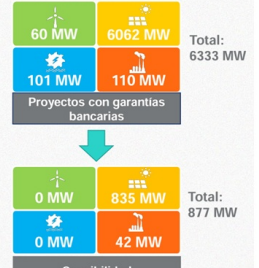 60 MW 6062 MW
Total:
6333 MW
101 MW 110 MW
Proyectos con garantías
bancarias
0 MW 835 MW
Total:
877 MW
0 MW 42 MW